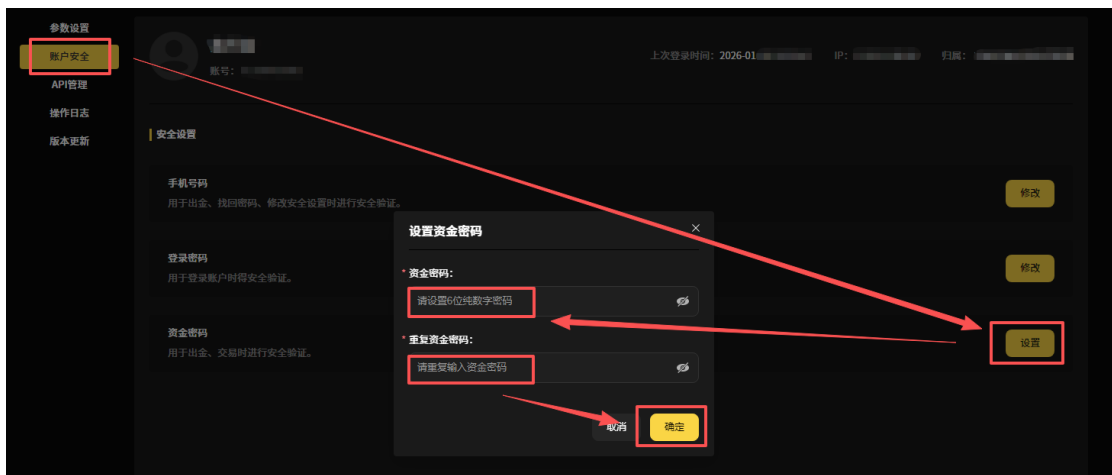 参数设置
账户安全
API管理
操作日志
版本更新
账号:
上次登录时间: 2026-01
IP:
归属:
安全设置
手机号码
用于出金、找回密码、修改安全设置时进行安全验证。
修改
登录密码
用于登录账户时得安全验证。
修改
资金密码
用于出金、交易时进行安全验证。
设置
设置资金密码
* 资金密码:
请设置6位纯数字密码
* 重复资金密码:
请重复输入资金密码
取消
确定